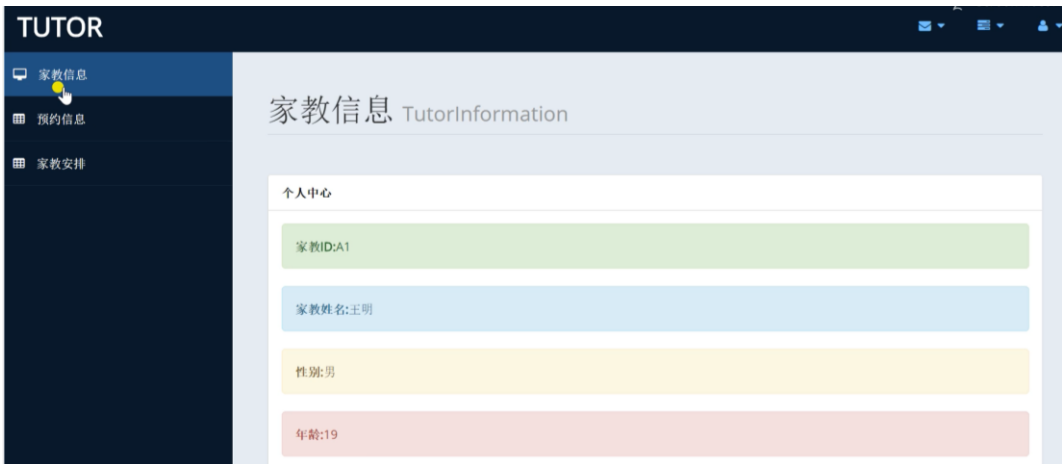 TUTOR
家教信息
预约信息
家教安排
家教信息 TutorInformation
个人中心
家教ID:A1
家教姓名:王明
性别:男
年龄:19